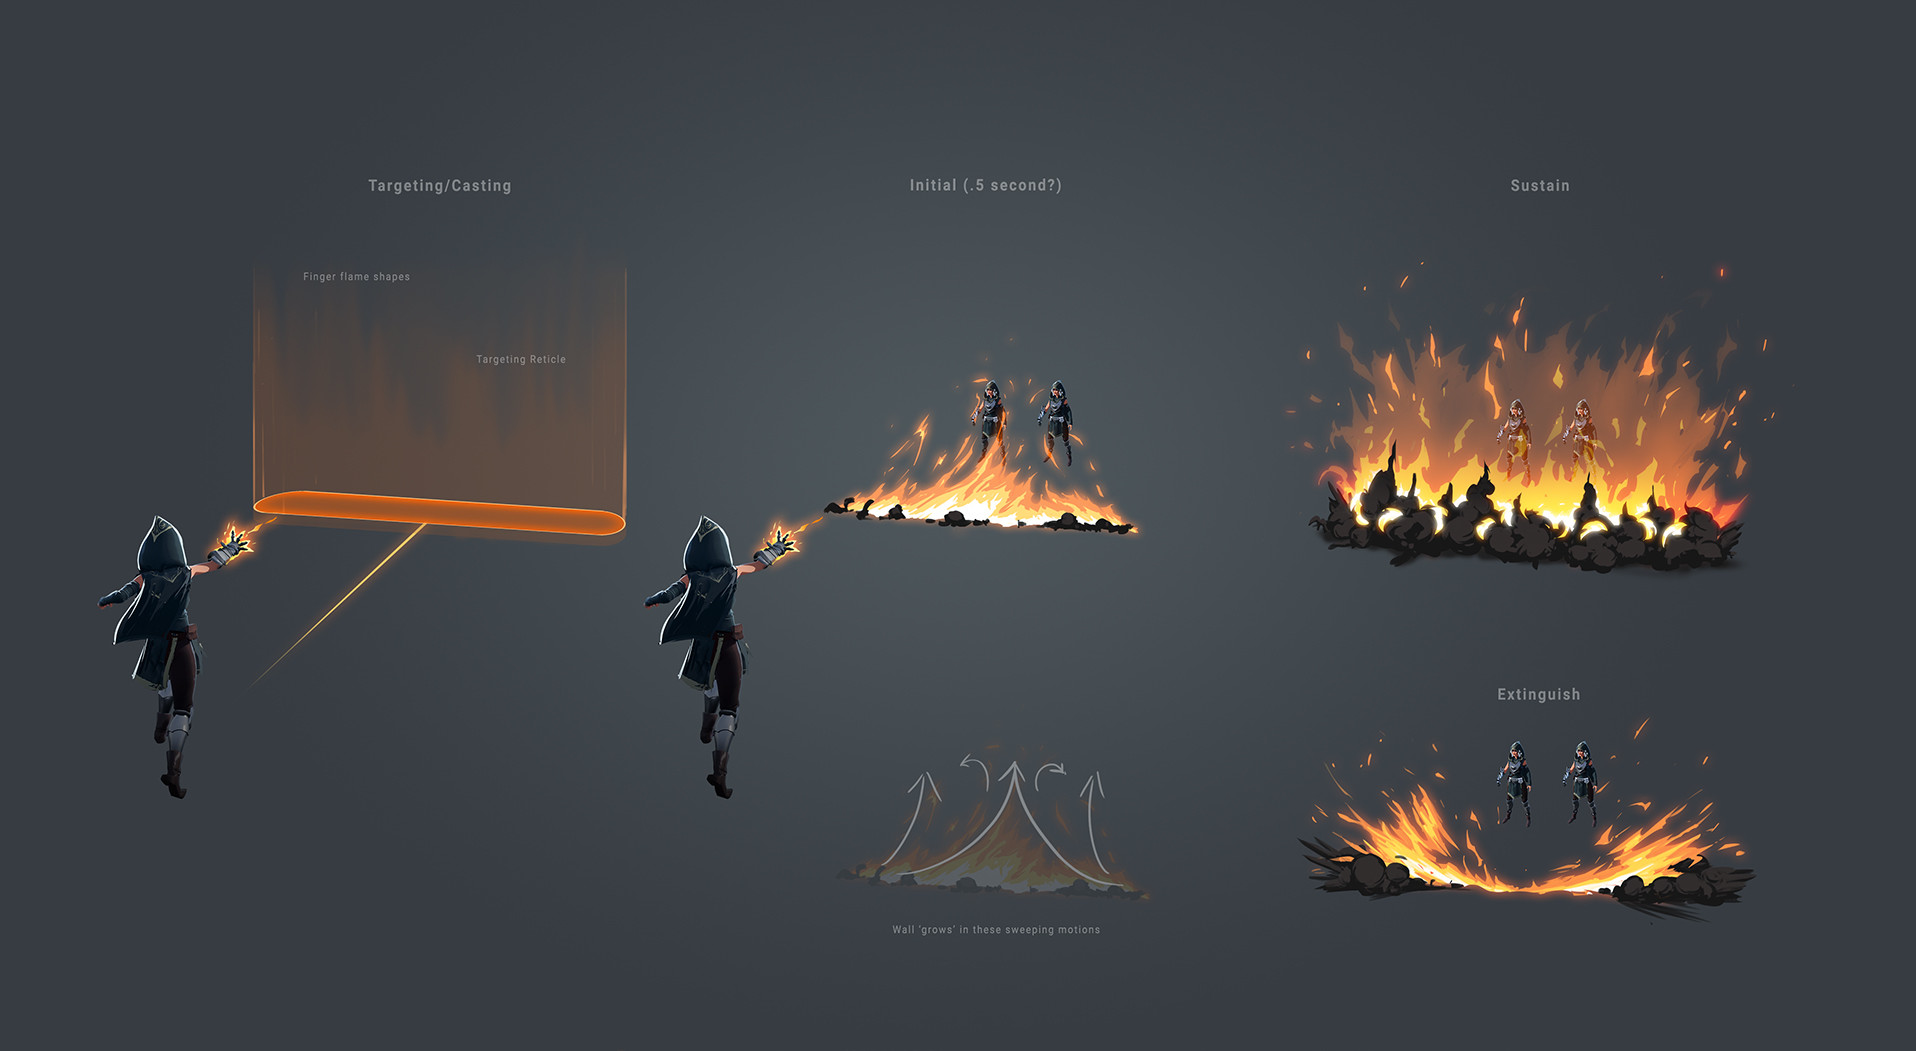 Targeting/Casting
Finger flame shapes
Targeting Reticle
Initial (.5 second?)
Wall 'grows' in these sweeping motions
Sustain
Extinguish